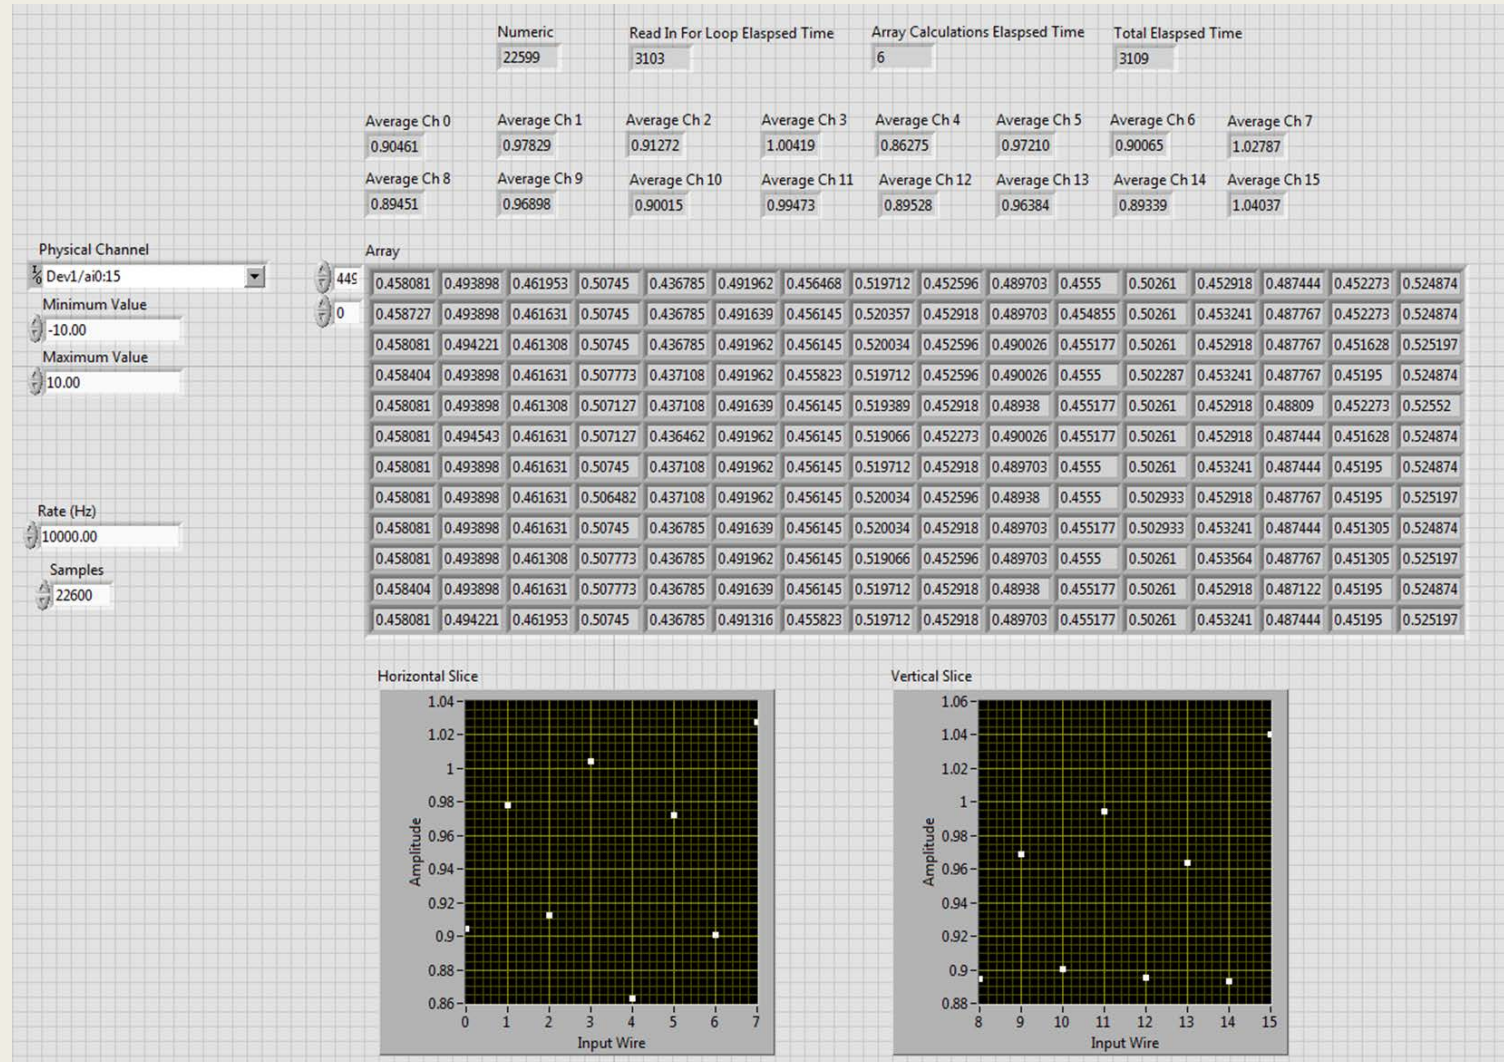 Numeric Read In For Loop Elaspsed Time Array Calculations Elaspsed Time Total Elaspsed Time
22599 3103 6 3109
Average Ch 0 Average Ch 1 Average Ch 2 Average Ch 3 Average Ch 4 Average Ch 5 Average Ch 6 Average Ch 7
0.90461 0.97829 0.91272 1.00419 0.86275 0.97210 0.90065 1.02787
Average Ch 8 Average Ch 9 Average Ch 10 Average Ch 11 Average Ch 12 Average Ch 13 Average Ch 14 Average Ch 15
0.89451 0.96898 0.90015 0.99473 0.89528 0.96384 0.89339 1.04037
Physical Channel
I/O Dev1/ai0:15
Minimum Value
-10.00
Maximum Value
10.00
Rate (Hz)
10000.00
Samples
22600
Array
449
0
0.458081 0.493898 0.461953 0.50745 0.436785 0.491962 0.456468 0.519712 0.452596 0.489703 0.4555 0.50261 0.452918 0.487444 0.452273 0.524874
0.458727 0.493898 0.461631 0.50745 0.436785 0.491639 0.456145 0.520357 0.452918 0.489703 0.454855 0.50261 0.453241 0.487767 0.452273 0.524874
0.458081 0.494221 0.461308 0.50745 0.436785 0.491962 0.456145 0.520034 0.452596 0.490026 0.455177 0.50261 0.452918 0.487767 0.451628 0.525197
0.458404 0.493898 0.461631 0.507773 0.437108 0.491962 0.455823 0.519712 0.452596 0.490026 0.4555 0.502287 0.453241 0.487767 0.45195 0.524874
0.458081 0.493898 0.461308 0.507127 0.437108 0.491639 0.456145 0.519389 0.452918 0.48938 0.455177 0.50261 0.452918 0.48809 0.452273 0.52552
0.458081 0.494543 0.461631 0.507127 0.436462 0.491962 0.456145 0.519066 0.452273 0.490026 0.455177 0.50261 0.452918 0.487444 0.451628 0.524874
0.458081 0.493898 0.461631 0.50745 0.437108 0.491962 0.456145 0.519712 0.452918 0.489703 0.4555 0.50261 0.453241 0.487444 0.45195 0.524874
0.458081 0.493898 0.461631 0.506482 0.437108 0.491962 0.456145 0.520034 0.452596 0.48938 0.4555 0.502933 0.452918 0.487767 0.45195 0.525197
0.458081 0.493898 0.461631 0.50745 0.436785 0.491639 0.456145 0.520034 0.452918 0.489703 0.455177 0.502933 0.453241 0.487444 0.451305 0.524874
0.458081 0.493898 0.461308 0.507773 0.436785 0.491962 0.456145 0.519066 0.452596 0.489703 0.4555 0.50261 0.453564 0.487767 0.451305 0.525197
0.458404 0.493898 0.461631 0.507773 0.436785 0.491639 0.456145 0.519712 0.452918 0.48938 0.455177 0.50261 0.452918 0.487122 0.45195 0.524874
0.458081 0.494221 0.461953 0.50745 0.436785 0.491316 0.455823 0.519712 0.452918 0.489703 0.455177 0.50261 0.453241 0.487444 0.45195 0.525197
Horizontal Slice
1.04
1.02
1
0.98
0.96
0.94
0.92
0.9
0.88
0.86
Amplitude
0 1 2 3 4 5 6 7
Input Wire
Vertical Slice
1.06
1.04
1.02
1
0.98
0.96
0.94
0.92
0.9
0.88
Amplitude
8 9 10 11 12 13 14 15
Input Wire